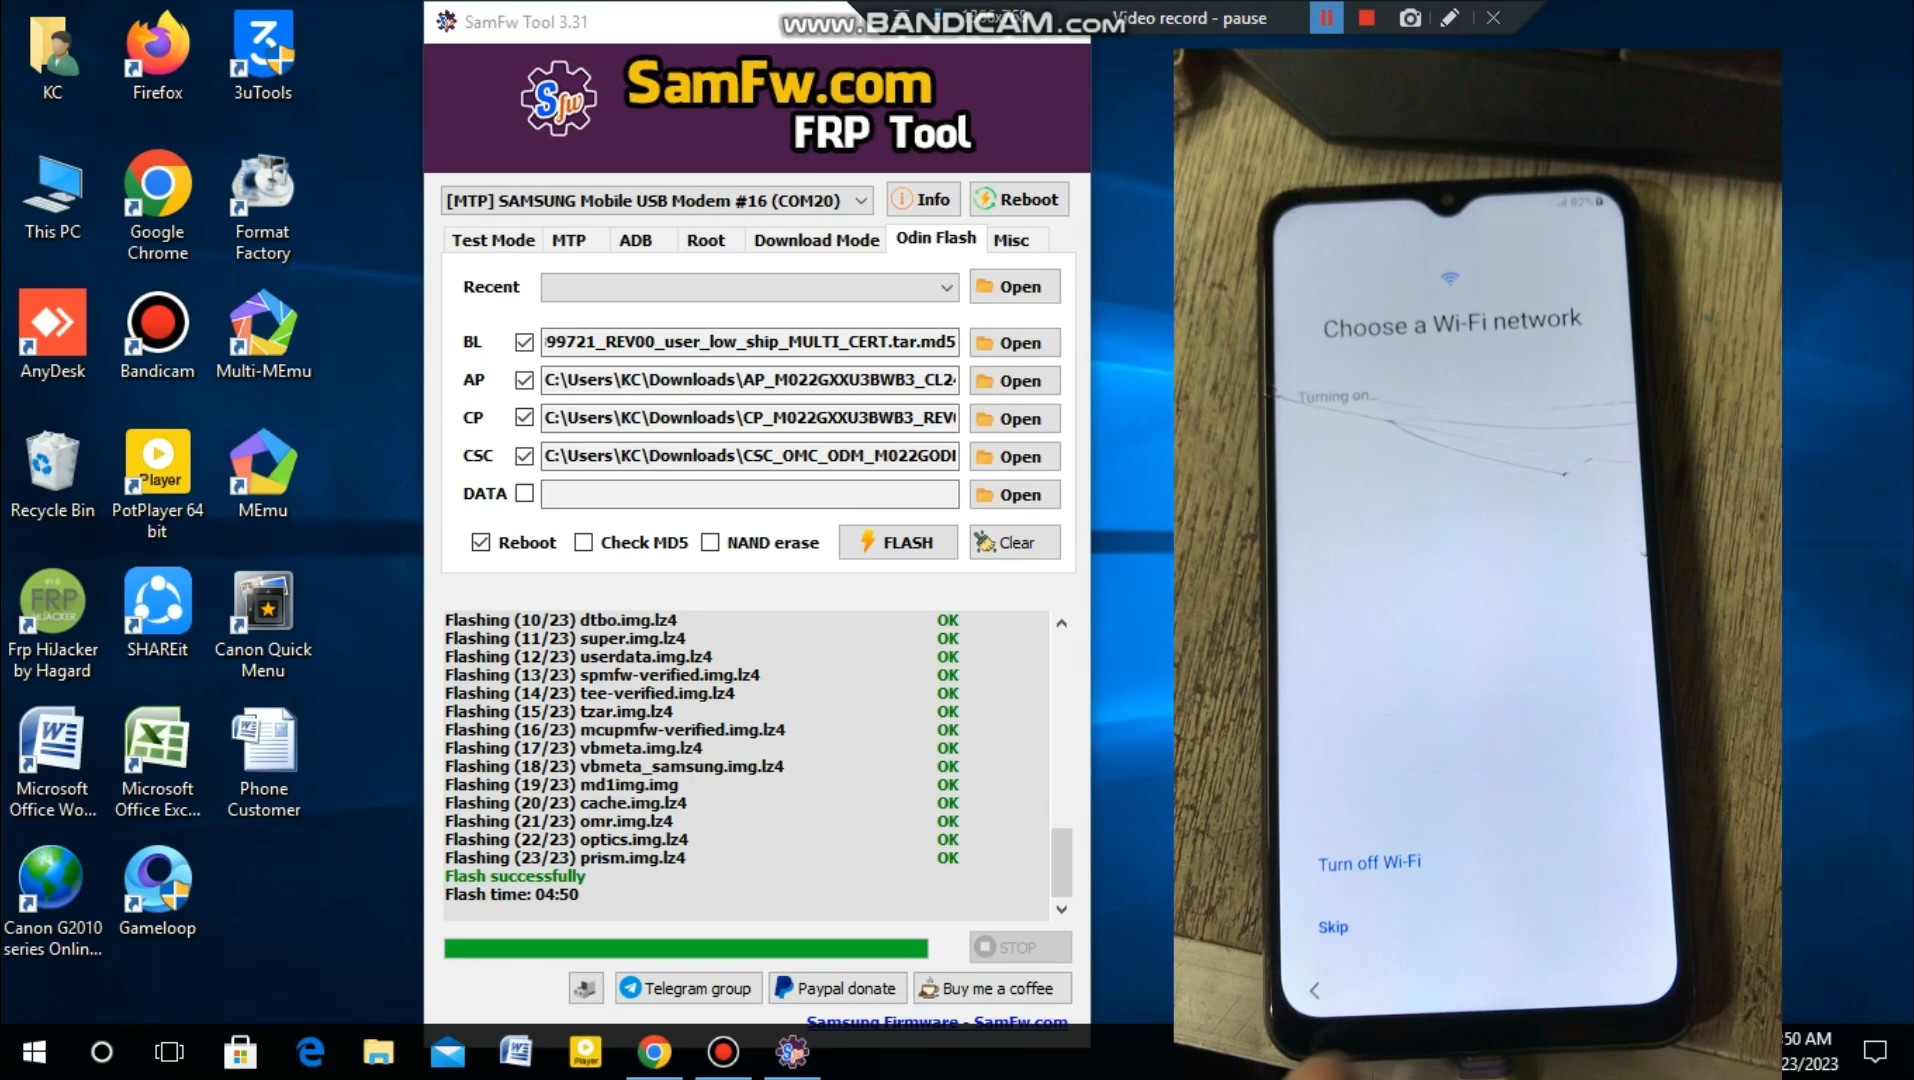 KC
Firefox
3uTools
This PC
Google
Chrome
Format
Factory
AnyDesk
Bandicam
Multi-MEmu
Recycle Bin
Player
PotPlayer 64
bit
MEmu
V1.0
FRP
HIJACKER
Frp HiJacker
by Hagard
SHAREit
Canon Quick
Menu
Microsoft
Office Wo...
Microsoft
Office Exc...
Phone
Customer
Canon G2010
series Onlin...
Gameloop
SamFw Tool 3.31
www.BANDICAM.com
Video record - pause
Sfw
SamFw.com
FRP Tool
[MTP] SAMSUNG Mobile USB Modem #16 (COM20)
Info
Reboot
Test Mode
MTP
ADB
Root
Download Mode
Odin Flash
Misc
Recent
Open
BL
99721_REV00_user_low_ship_MULTI_CERT.tar.md5
Open
AP
C:\Users\KC\Downloads\AP_M022GXXU3BWB3_CL24
Open
CP
C:\Users\KC\Downloads\CP_M022GXXU3BWB3_REV
Open
CSC
C:\Users\KC\Downloads\CSC_OMC_ODM_M022GODI
Open
DATA
Open
Reboot
Check MD5
NAND erase
FLASH
Clear
Flashing (10/23) dtbo.img.lz4 OK
Flashing (11/23) super.img.lz4 OK
Flashing (12/23) userdata.img.lz4 OK
Flashing (13/23) spmfw-verified.img.lz4 OK
Flashing (14/23) tee-verified.img.lz4 OK
Flashing (15/23) tzar.img.lz4 OK
Flashing (16/23) mcupmfw-verified.img.lz4 OK
Flashing (17/23) vbmeta.img.lz4 OK
Flashing (18/23) vbmeta_samsung.img.lz4 OK
Flashing (19/23) md1img.img OK
Flashing (20/23) cache.img.lz4 OK
Flashing (21/23) omr.img.lz4 OK
Flashing (22/23) optics.img.lz4 OK
Flashing (23/23) prism.img.lz4 OK
Flash successfully
Flash time: 04:50
STOP
Telegram group
Paypal donate
Buy me a coffee
Samsung Firmware - SamFw.com
82%
Choose a Wi-Fi network
Turning on...
Turn off Wi-Fi
Skip
Player
:50 AM
23/2023